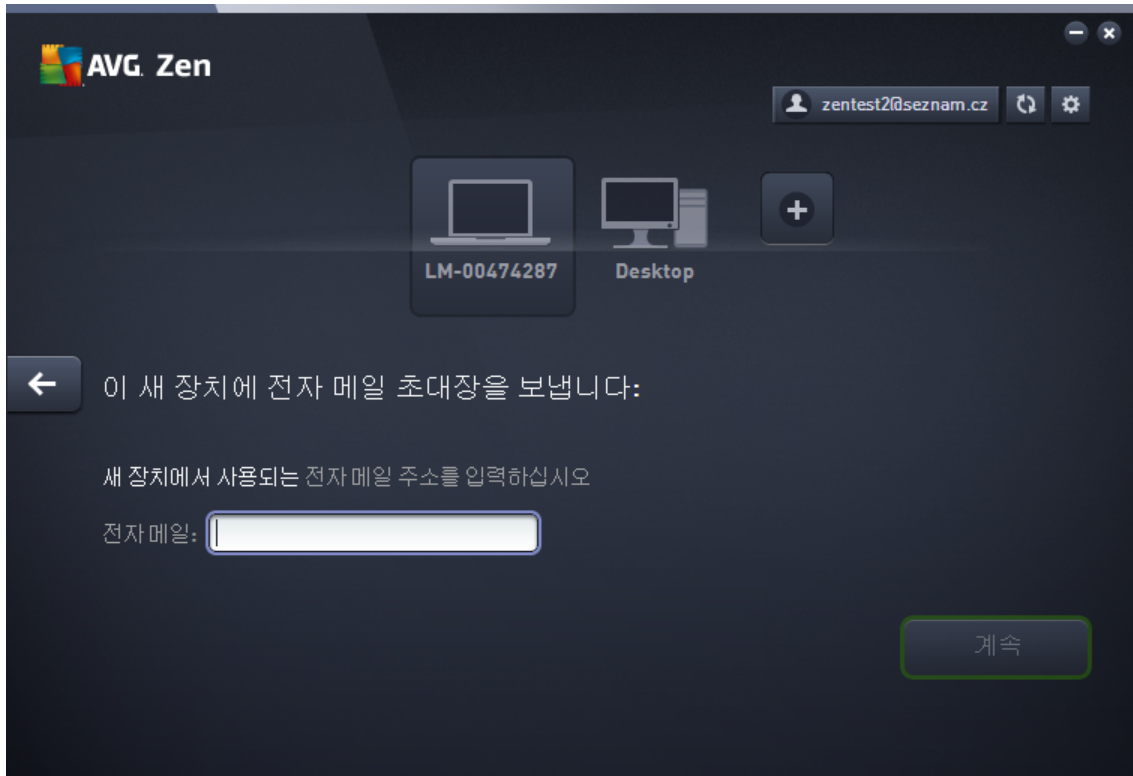 AVG. Zen
zentest2@seznam.cz
LM-00474287
Desktop
이 새 장치에 전자 메일 초대장을 보냅니다:
새 장치에서 사용되는 전자 메일 주소를 입력하십시오
전자 메일:
계속